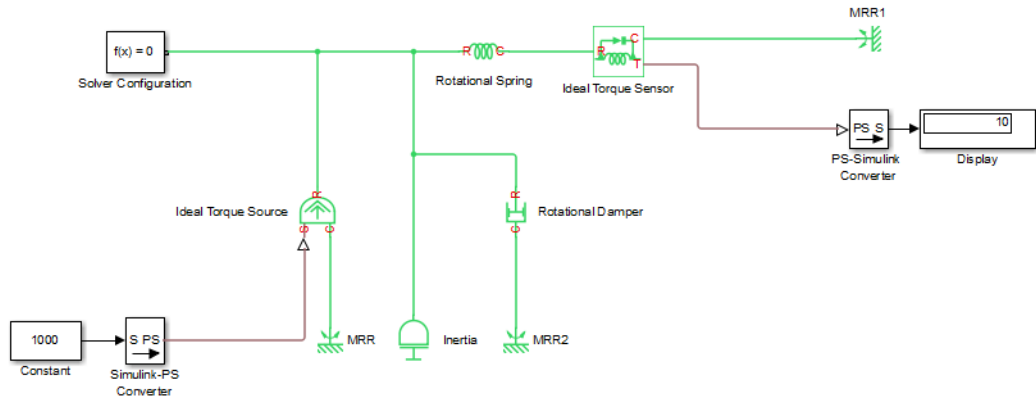 MRR1
f(x) = 0
Solver Configuration
R
C
Rotational Spring
R
C
T
Ideal Torque Sensor
10
PS S
PS-Simulink
Converter
Display
Ideal Torque Source
R
S
C
R
C
Rotational Damper
1000
Constant
S PS
Simulink-PS
Converter
MRR
Inertia
MRR2